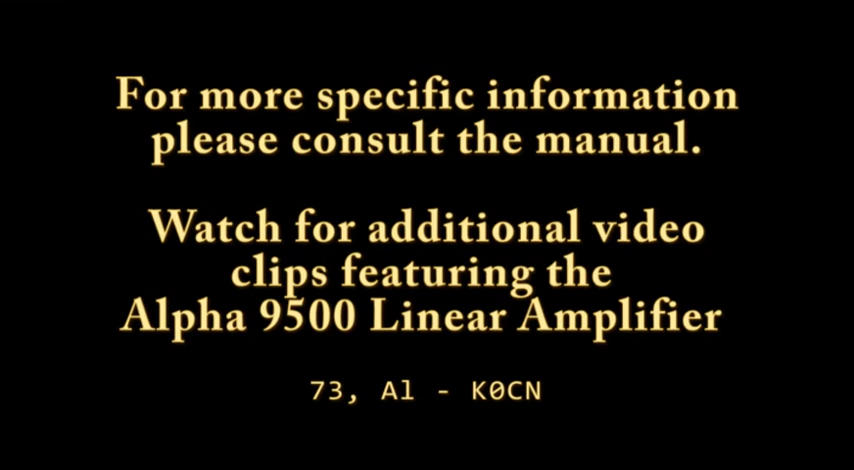 For more specific information
please consult the manual.
Watch for additional video
clips featuring the
Alpha 9500 Linear Amplifier
73, Al - K0CN